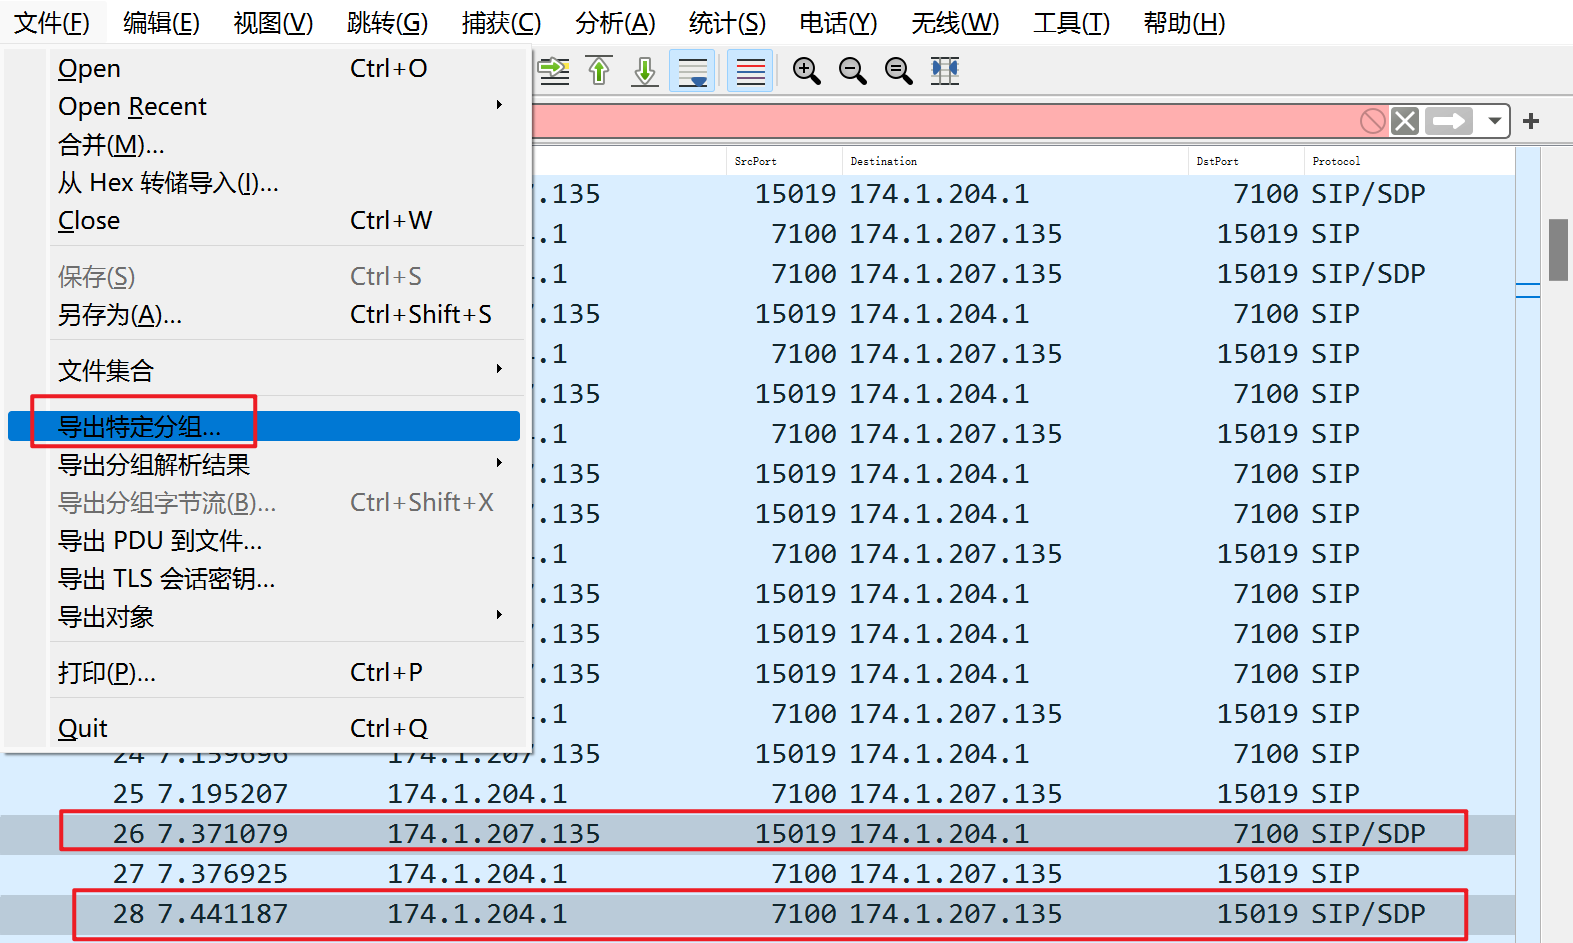 文件(F) 编辑(E) 视图(V) 跳转(G) 捕获(C) 分析(A) 统计(S) 电话(Y) 无线(W) 工具(T) 帮助(H)
Open Ctrl+O
Open Recent
合并(M)...
从 Hex 转储导入(I)...
Close Ctrl+W
保存(S) Ctrl+S
另存为(A)... Ctrl+Shift+S
文件集合
导出特定分组...
导出分组解析结果
导出分组字节流(B)... Ctrl+Shift+X
导出 PDU 到文件...
导出 TLS 会话密钥...
导出对象
打印(P)... Ctrl+P
Quit Ctrl+Q
SrcPort Destination DstPort Protocol
.135 15019 174.1.204.1 7100 SIP/SDP
.1 7100 174.1.207.135 15019 SIP
.1 7100 174.1.207.135 15019 SIP/SDP
.135 15019 174.1.204.1 7100 SIP
.1 7100 174.1.207.135 15019 SIP
.135 15019 174.1.204.1 7100 SIP
.1 7100 174.1.207.135 15019 SIP
.135 15019 174.1.204.1 7100 SIP
.135 15019 174.1.204.1 7100 SIP
.1 7100 174.1.207.135 15019 SIP
.135 15019 174.1.204.1 7100 SIP
.135 15019 174.1.204.1 7100 SIP
.135 15019 174.1.204.1 7100 SIP
.1 7100 174.1.207.135 15019 SIP
24 7.159696 174.1.207.135 15019 174.1.204.1 7100 SIP
25 7.195207 174.1.204.1 7100 174.1.207.135 15019 SIP
26 7.371079 174.1.207.135 15019 174.1.204.1 7100 SIP/SDP
27 7.376925 174.1.204.1 7100 174.1.207.135 15019 SIP
28 7.441187 174.1.204.1 7100 174.1.207.135 15019 SIP/SDP